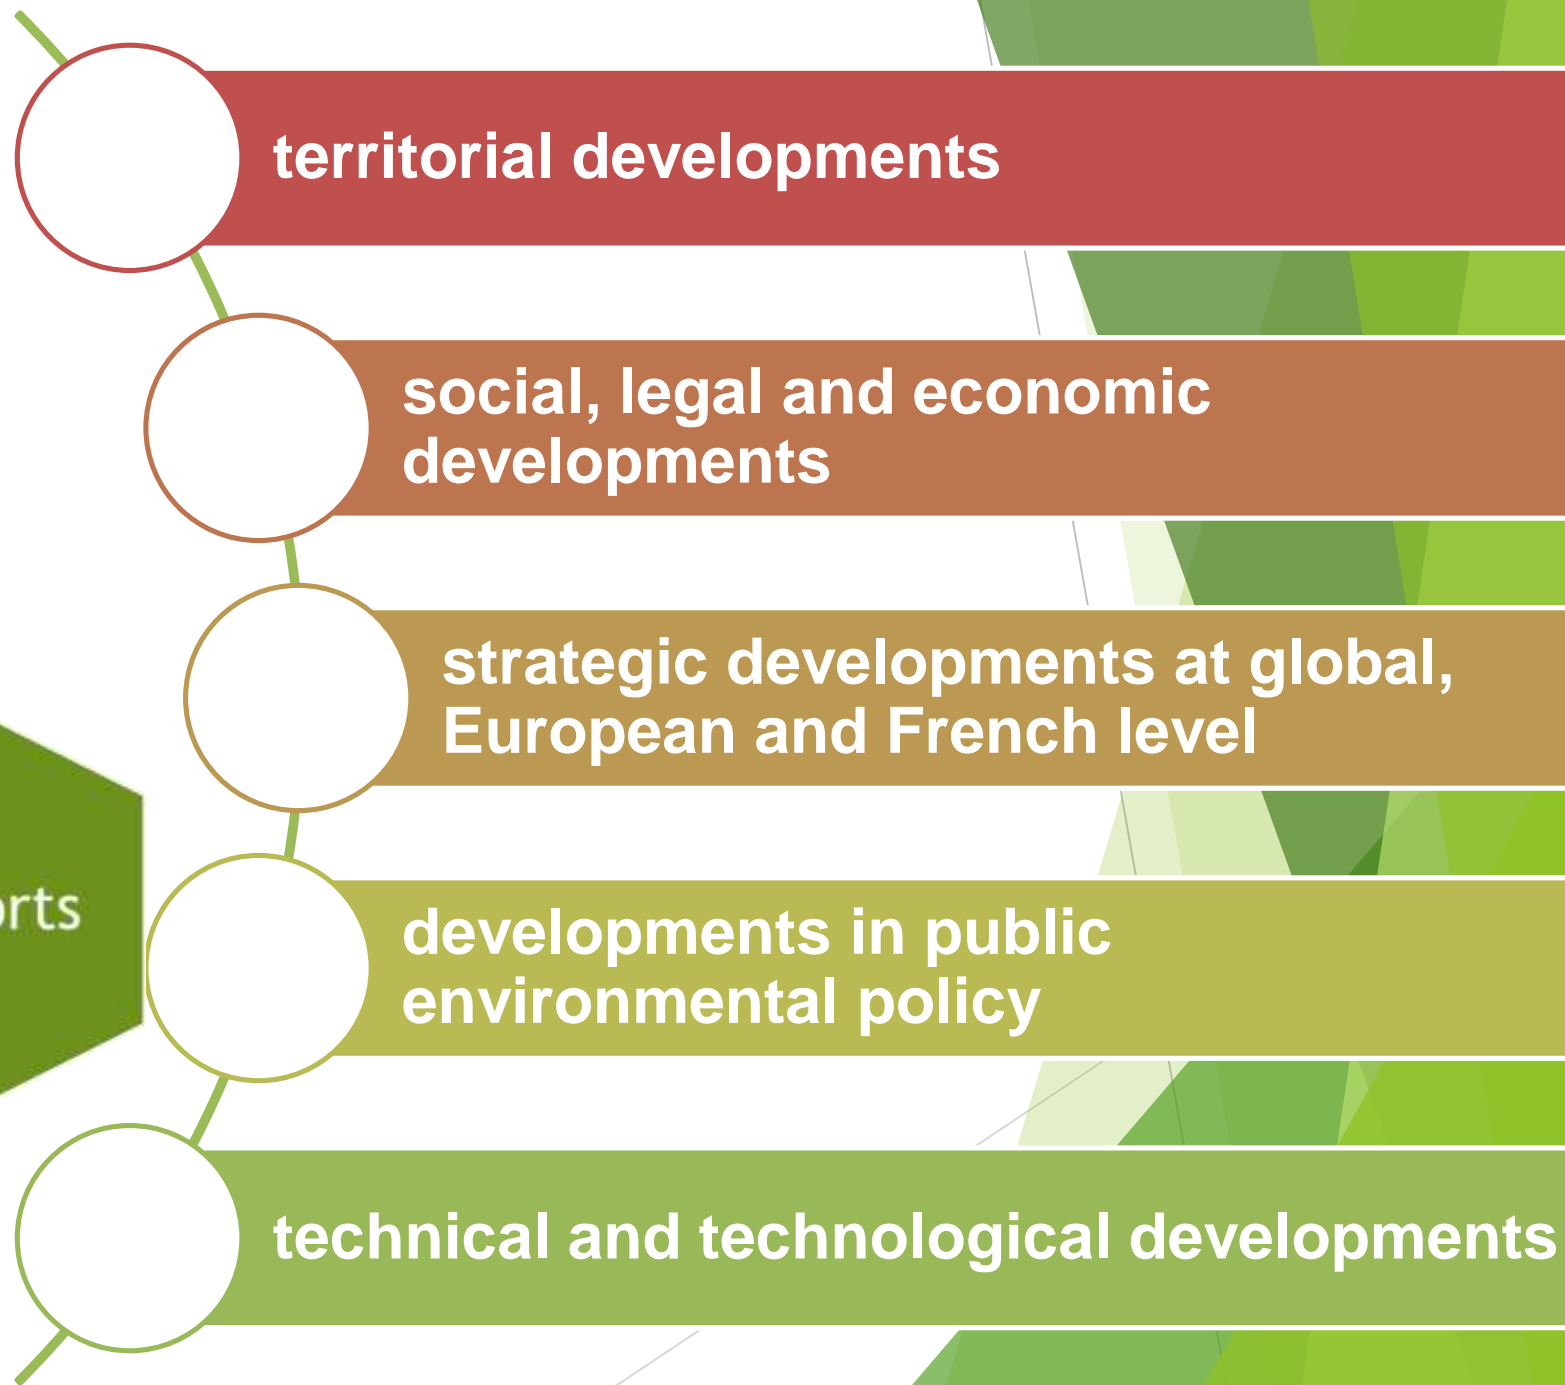 territorial developments
social, legal and economic
developments
strategic developments at global,
European and French level
developments in public
environmental policy
technical and technological developments